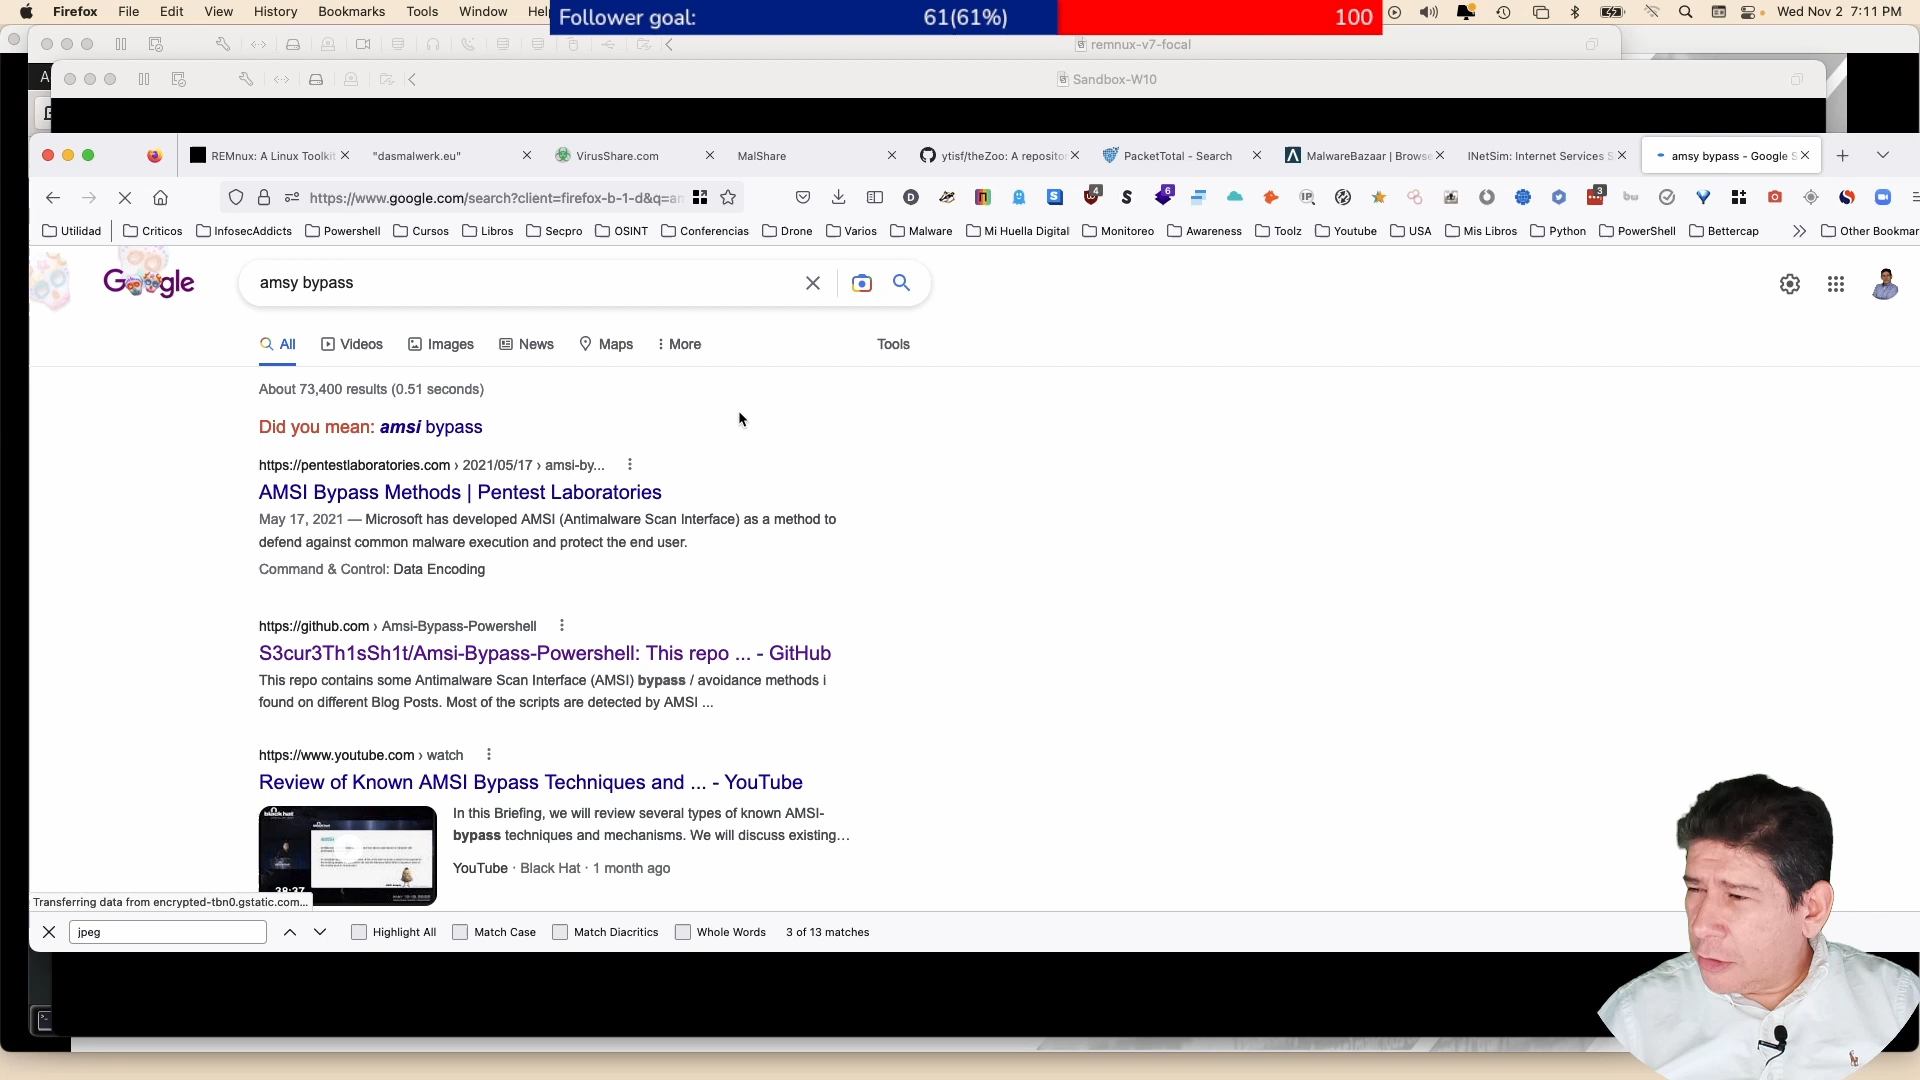 Firefox File Edit View History Bookmarks Tools Window Hel
Follower goal: 61(61%) 100
Wed Nov 2 7:11 PM
remnux-v7-focal
Sandbox-W10
REMnux: A Linux Toolkit
"dasmalwerk.eu"
VirusShare.com
MalShare
ytisf/theZoo: A reposito
PacketTotal - Search
MalwareBazaar | Browse
INetSim: Internet Services S
amsy bypass - Google S
https://www.google.com/search?client=firefox-b-1-d&q=am
4
6
3
Utilidad Criticos InfosecAddicts Powershell Cursos Libros Secpro OSINT Conferencias Drone Varios Malware Mi Huella Digital Monitoreo Awareness Toolz Youtube USA Mis Libros Python PowerShell Bettercap Other Bookmar
Google
amsy bypass
All Videos Images News Maps More Tools
About 73,400 results (0.51 seconds)
Did you mean: amsi bypass
https://pentestlaboratories.com › 2021/05/17 › amsi-by...
AMSI Bypass Methods | Pentest Laboratories
May 17, 2021 — Microsoft has developed AMSI (Antimalware Scan Interface) as a method to
defend against common malware execution and protect the end user.
Command & Control: Data Encoding
https://github.com › Amsi-Bypass-Powershell
S3cur3Th1sSh1t/Amsi-Bypass-Powershell: This repo ... - GitHub
This repo contains some Antimalware Scan Interface (AMSI) bypass / avoidance methods i
found on different Blog Posts. Most of the scripts are detected by AMSI ...
https://www.youtube.com › watch
Review of Known AMSI Bypass Techniques and ... - YouTube
black hat
In this Briefing, we will review several types of known AMSI-
bypass techniques and mechanisms. We will discuss existing...
YouTube · Black Hat · 1 month ago
38:37
Transferring data from encrypted-tbn0.gstatic.com...
jpeg
Highlight All Match Case Match Diacritics Whole Words 3 of 13 matches